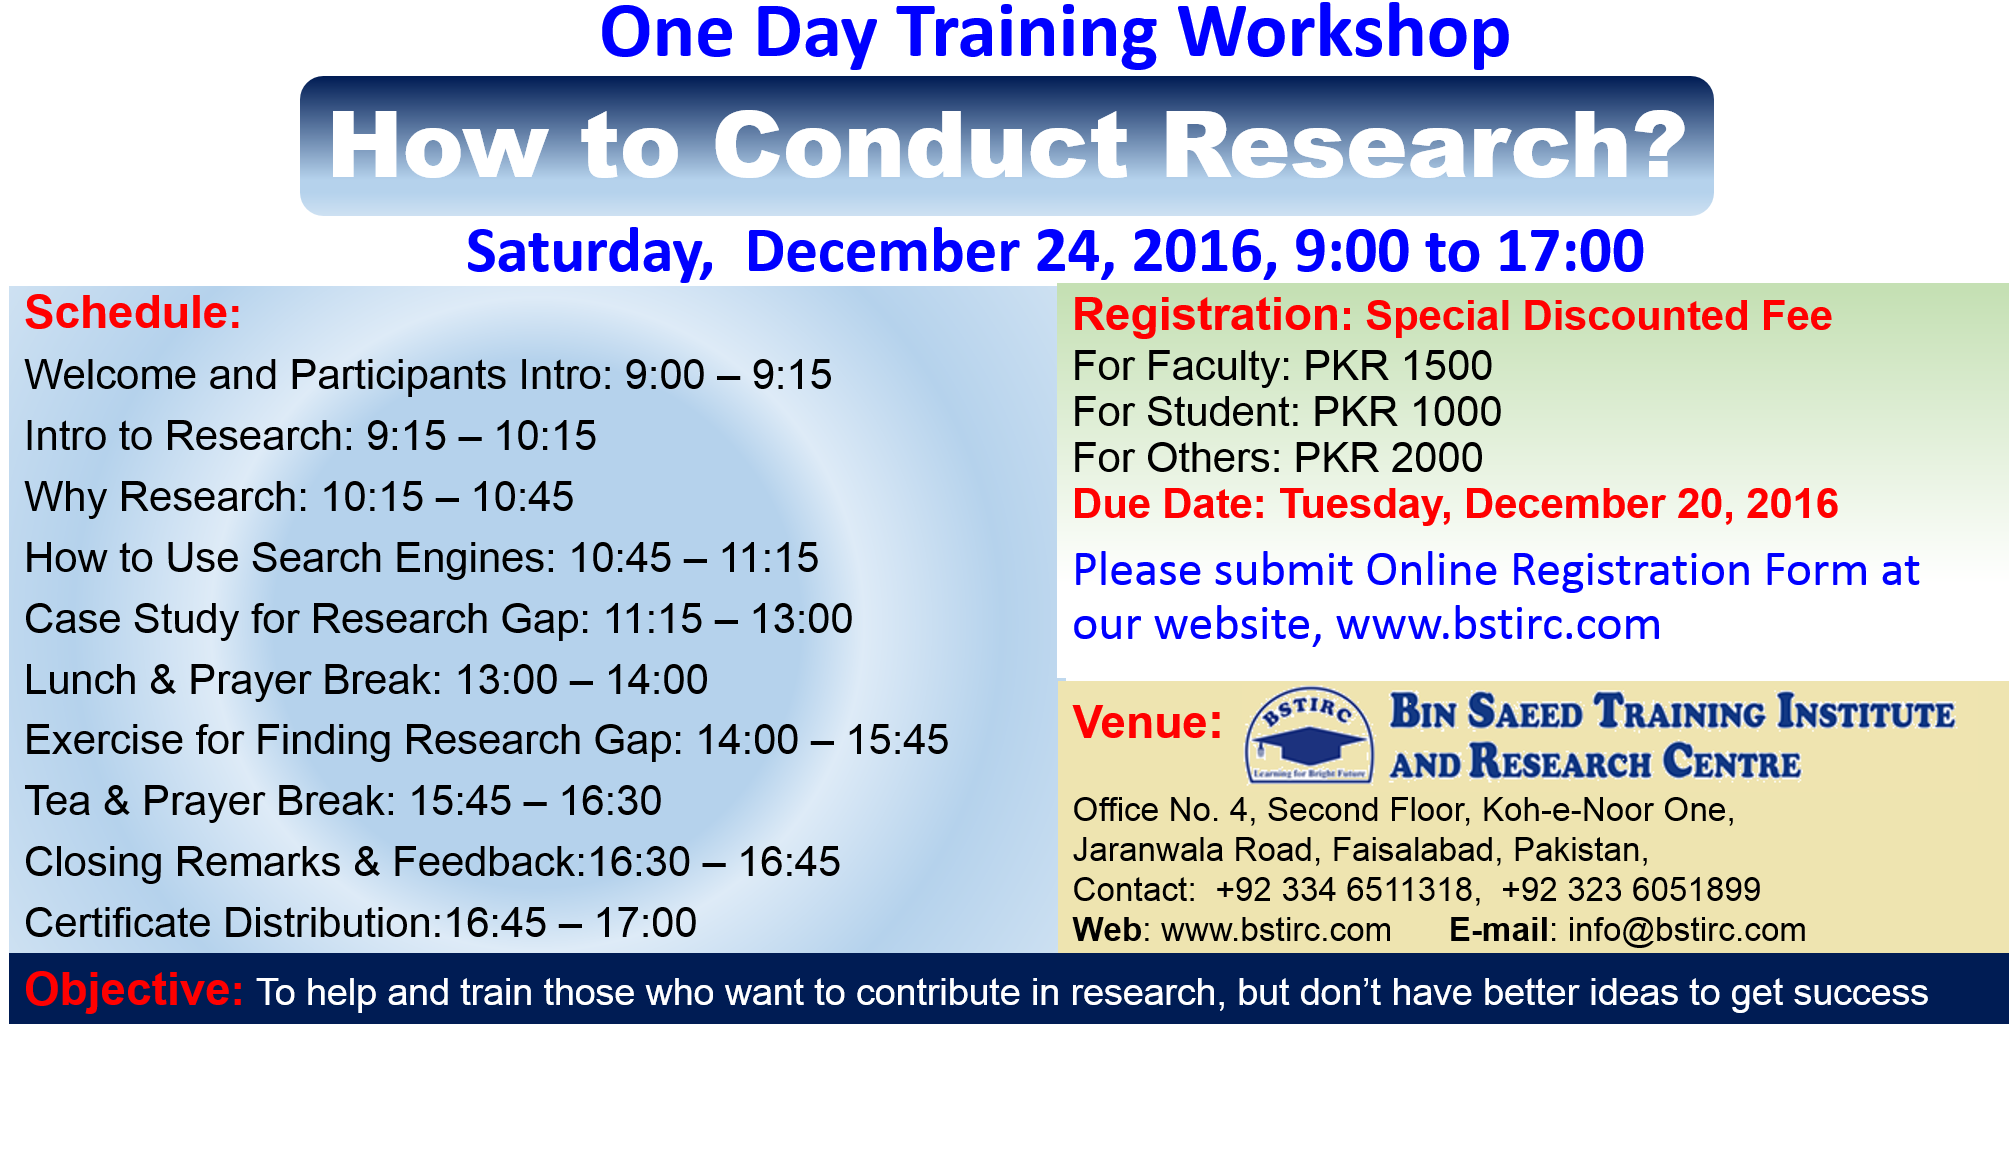 One Day Training Workshop
How to Conduct Research?
Saturday,  December 24, 2016, 9:00 to 17:00
Schedule:
Welcome and Participants Intro: 9:00 – 9:15
Intro to Research: 9:15 – 10:15
Why Research: 10:15 – 10:45
How to Use Search Engines: 10:45 – 11:15
Case Study for Research Gap: 11:15 – 13:00
Lunch & Prayer Break: 13:00 – 14:00
Exercise for Finding Research Gap: 14:00 – 15:45
Tea & Prayer Break: 15:45 – 16:30
Closing Remarks & Feedback:16:30 – 16:45
Certificate Distribution:16:45 – 17:00
Registration: Special Discounted Fee
For Faculty: PKR 1500
For Student: PKR 1000
For Others: PKR 2000
Due Date: Tuesday, December 20, 2016
Please submit Online Registration Form at
our website, www.bstirc.com
Venue:
BSTIRC
Learning for Bright Future
BIN SAEED TRAINING INSTITUTE
AND RESEARCH CENTRE
Office No. 4, Second Floor, Koh-e-Noor One,
Jaranwala Road, Faisalabad, Pakistan,
Contact:  +92 334 6511318,  +92 323 6051899
Web: www.bstirc.com      E-mail: info@bstirc.com
Objective: To help and train those who want to contribute in research, but don’t have better ideas to get success